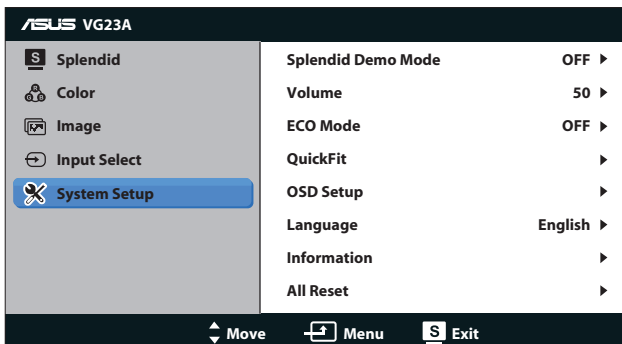 ASUS VG23A
S Splendid
Color
Image
Input Select
System Setup
Splendid Demo Mode OFF
Volume 50
ECO Mode OFF
QuickFit
OSD Setup
Language English
Information
All Reset
Move Menu S Exit